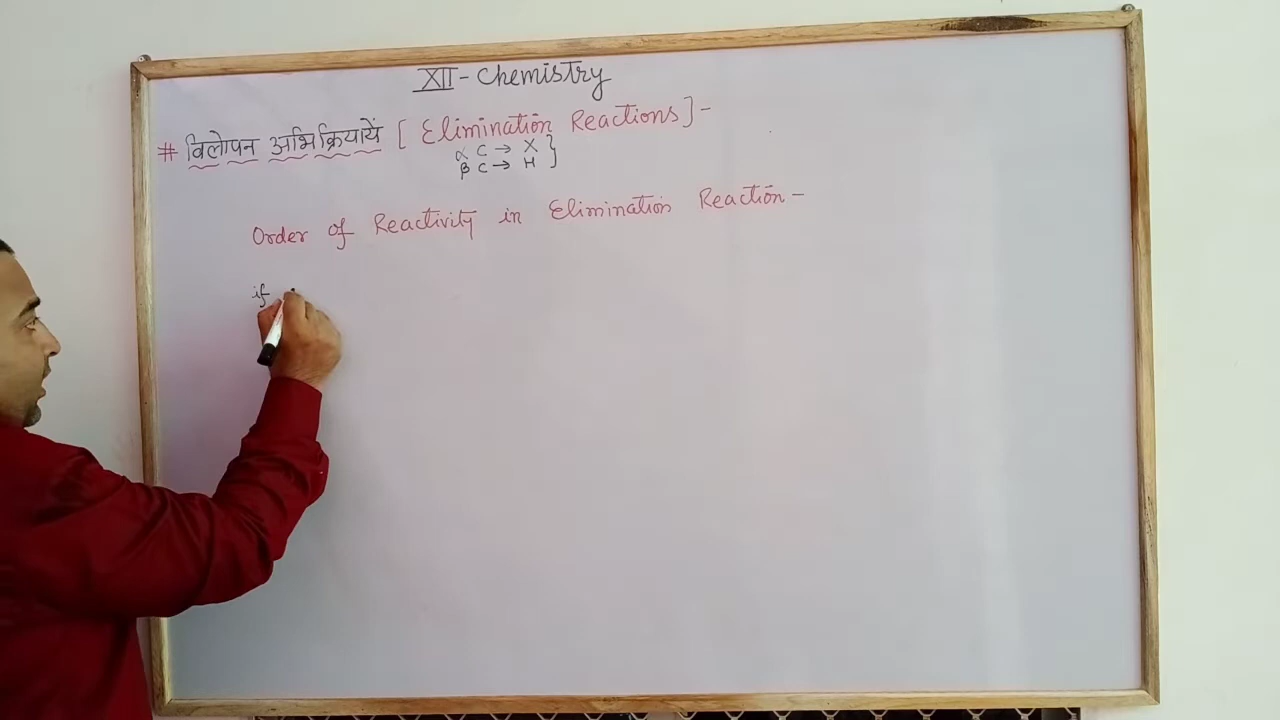 XII - Chemistry
# विलोपन अभिक्रियायें [ Elimination Reactions ] -
α C → X }
β C → H
Order of Reactivity in Elimination Reaction -
if